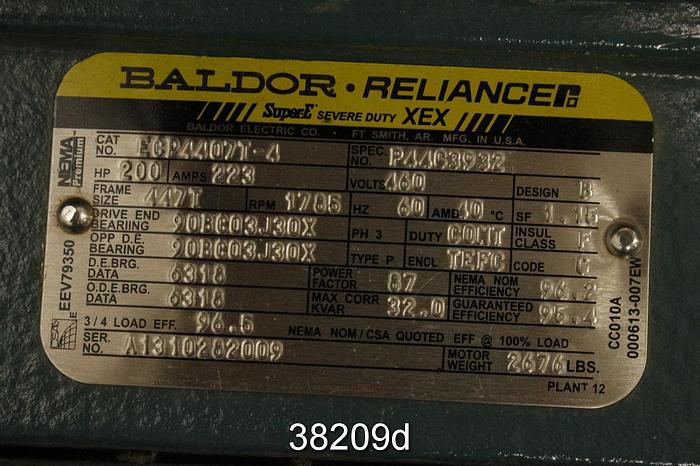 BALDOR • RELIANCE
Super-E SEVERE DUTY XEX
BALDOR ELECTRIC CO. • FT SMITH, AR. MFG. IN U.S.A.
NEMA Premium
CAT NO. ECP4407T-4 SPEC. NO. P44G3932
HP 200 AMPS 223 VOLTS 460 DESIGN B
FRAME SIZE 447T RPM 1785 HZ 60 AMB 40 °C SF 1.15
DRIVE END BEARIING 90BC03J30X PH 3 DUTY CONT INSUL CLASS F
OPP D.E. BEARING 90BC03J30X TYPE P ENCL TEFC CODE G
D.E.BRG. DATA 6318 POWER FACTOR 87 NEMA NOM EFFICIENCY 96.2
O.D.E.BRG. DATA 6318 MAX CORR KVAR 32.0 GUARANTEED EFFICIENCY 95.4
3/4 LOAD EFF. 96.5 NEMA NOM/CSA QUOTED EFF @ 100% LOAD
SER. NO. A1310282009 MOTOR WEIGHT 2676 LBS.
PLANT 12
EEV79350
CC010A
000613-007EW
38209d